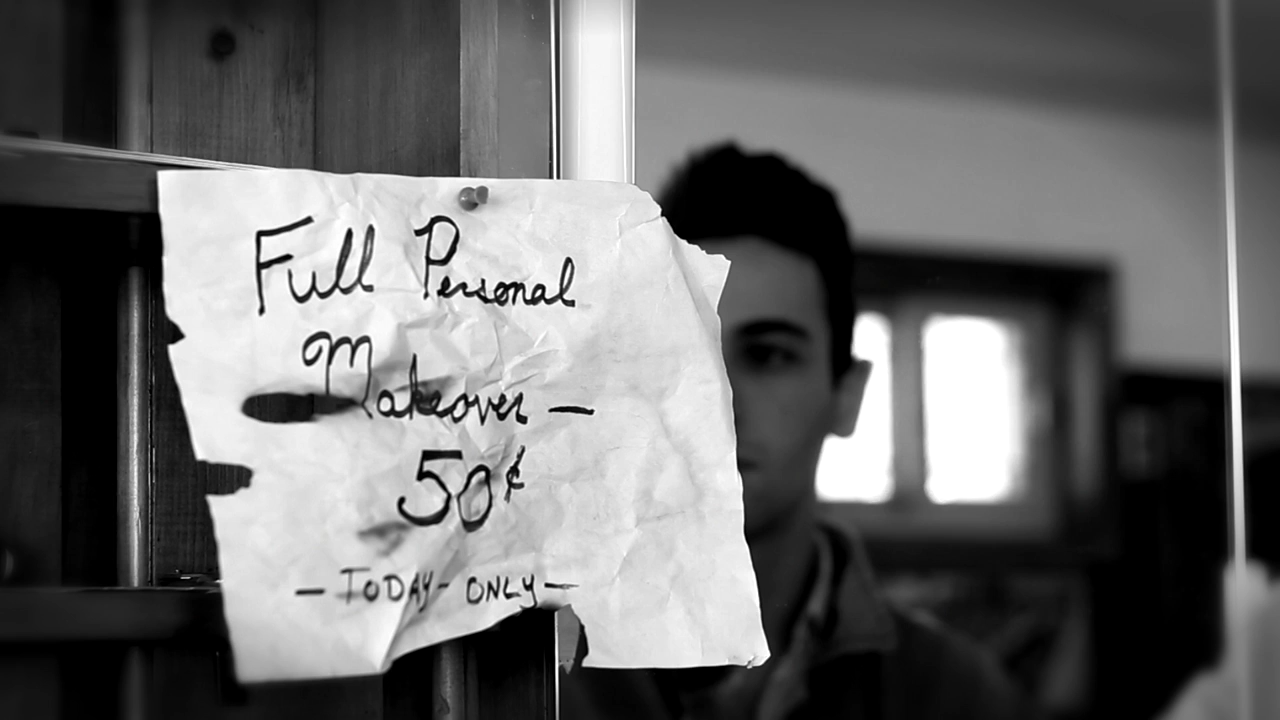 Full Personal
Makeover —
50¢
— TODAY - ONLY —